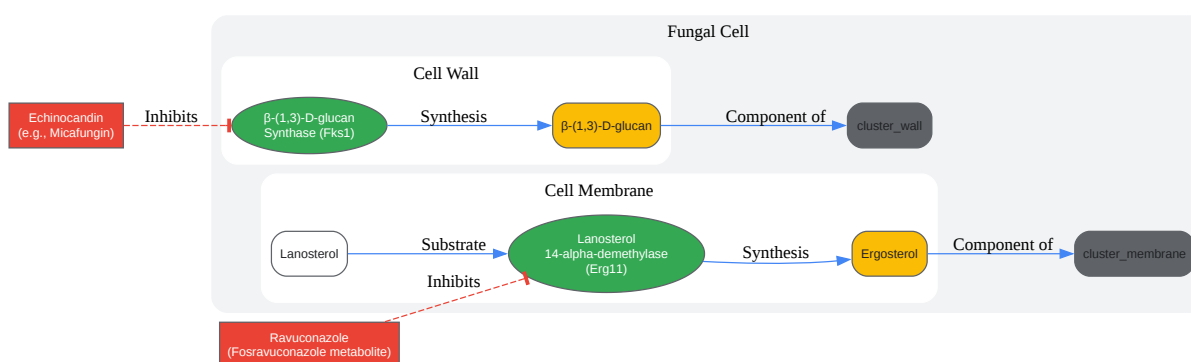 Fungal Cell
Cell Wall
Echinocandin
(e.g., Micafungin)
Inhibits
β-(1,3)-D-glucan
Synthase (Fks1)
Synthesis
β-(1,3)-D-glucan
Component of
cluster_wall
Cell Membrane
Lanosterol
Substrate
Lanosterol
14-alpha-demethylase
(Erg11)
Synthesis
Ergosterol
Component of
cluster_membrane
Inhibits
Ravuconazole
(Fosravuconazole metabolite)